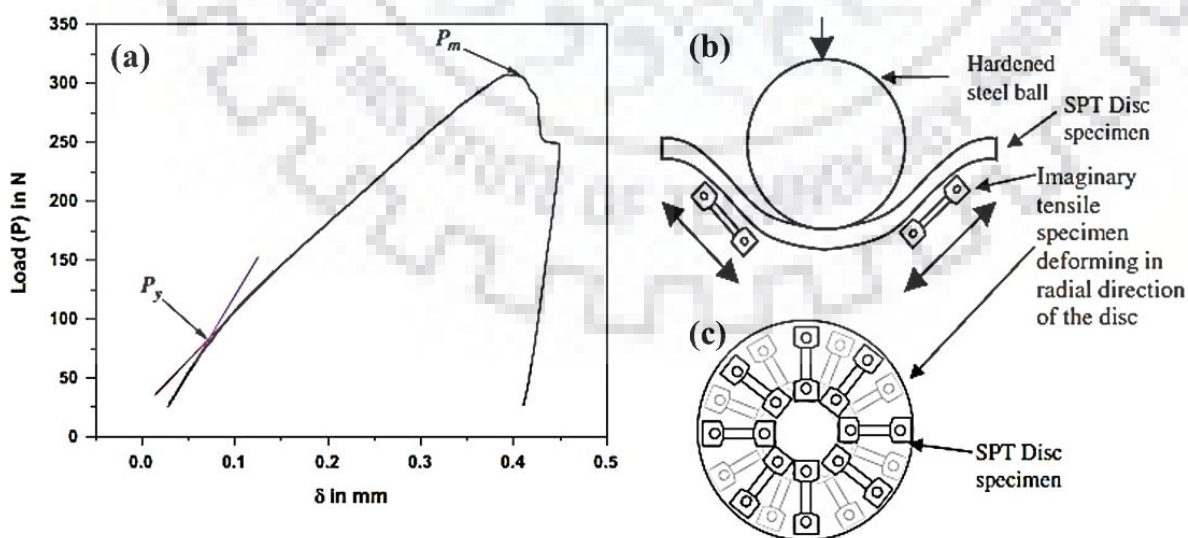 350
300
250
200
150
100
50
0
Load (P) in N
(a)
Pm
Py
0.0 0.1 0.2 0.3 0.4 0.5
δ in mm
(b)
Hardened
steel ball
SPT Disc
specimen
Imaginary
tensile
specimen
deforming in
radial direction
of the disc
(c)
SPT Disc
specimen